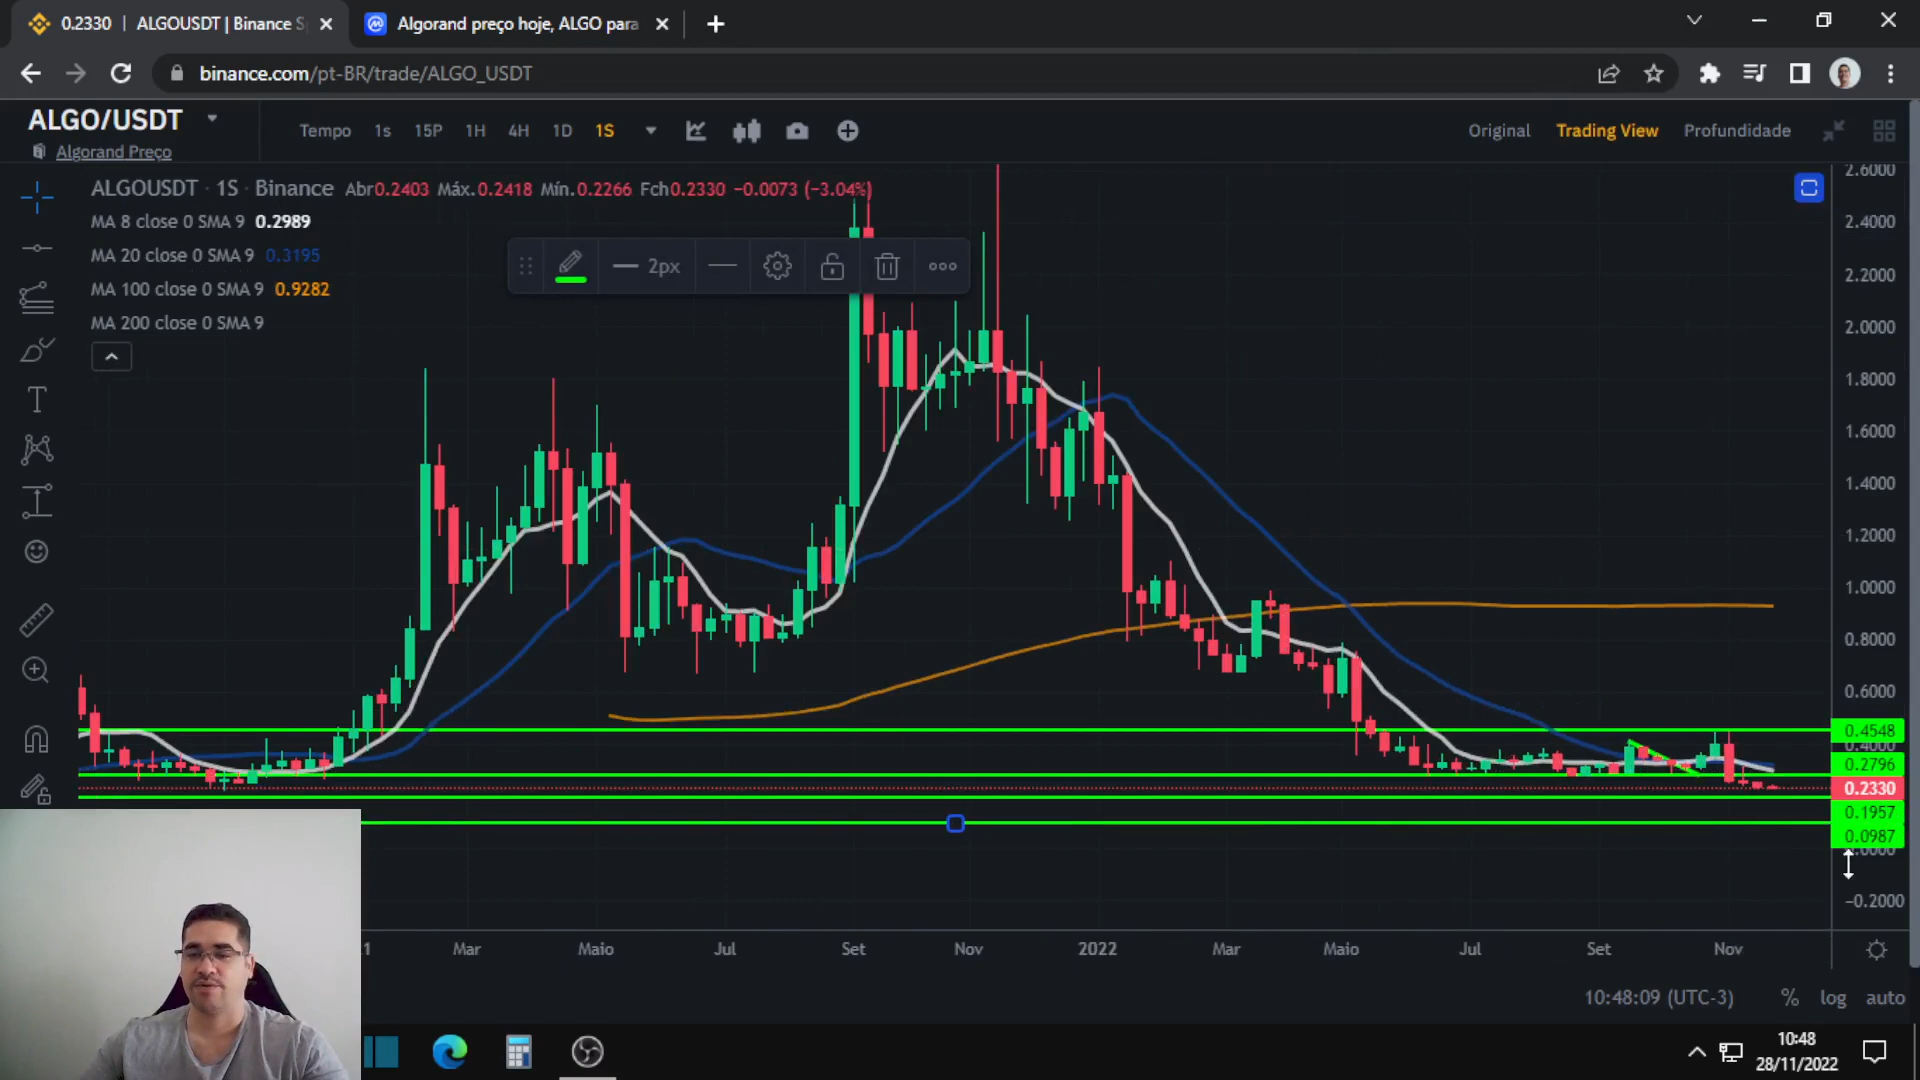 0.2330 | ALGOUSDT | Binance S
Algorand preço hoje, ALGO para
binance.com/pt-BR/trade/ALGO_USDT
ALGO/USDT
Algorand Preço
Tempo 1s 15P 1H 4H 1D 1S
Original Trading View Profundidade
ALGOUSDT · 1S · Binance Abr0.2403 Máx.0.2418 Mín.0.2266 Fch0.2330 −0.0073 (−3.04%)
MA 8 close 0 SMA 9 0.2989
MA 20 close 0 SMA 9 0.3195
MA 100 close 0 SMA 9 0.9282
MA 200 close 0 SMA 9
2px
2.6000
2.4000
2.2000
2.0000
1.8000
1.6000
1.4000
1.2000
1.0000
0.8000
0.6000
0.4548
0.4000
0.2796
0.2330
0.1957
0.0987
−0.2000
Mar Maio Jul Set Nov 2022 Mar Maio Jul Set Nov
10:48:09 (UTC-3) % log auto
10:48
28/11/2022